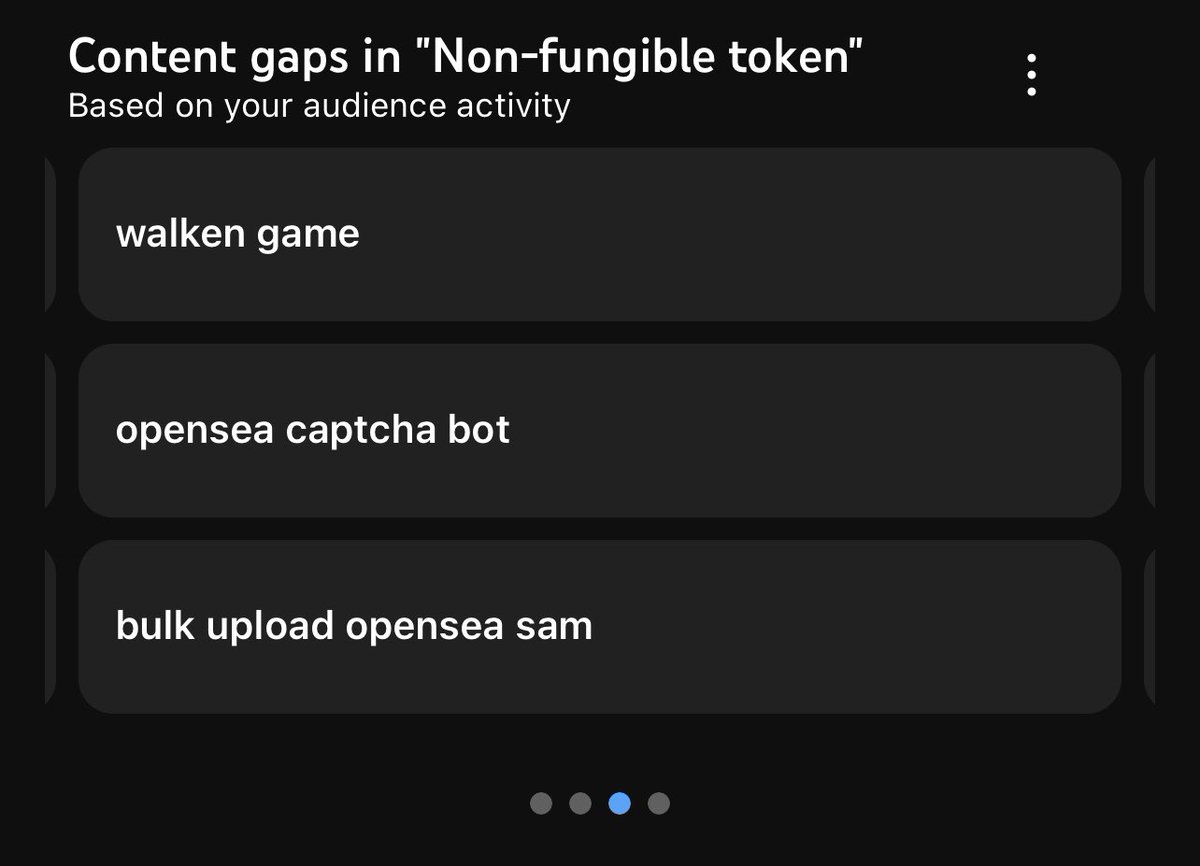 Content gaps in "Non-fungible token"
Based on your audience activity
walken game
opensea captcha bot
bulk upload opensea sam